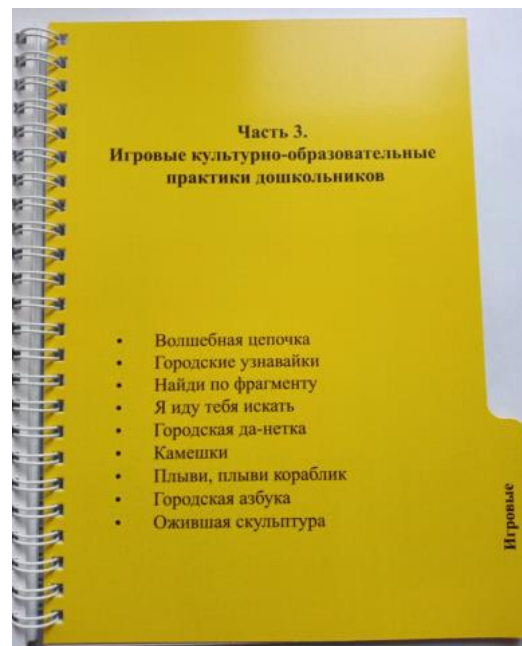 Часть 3.
Игровые культурно-образовательные
практики дошкольников
• Волшебная цепочка
• Городские узнавайки
• Найди по фрагменту
• Я иду тебя искать
• Городская да-нетка
• Камешки
• Плыви, плыви кораблик
• Городская азбука
• Ожившая скульптура
Игровые